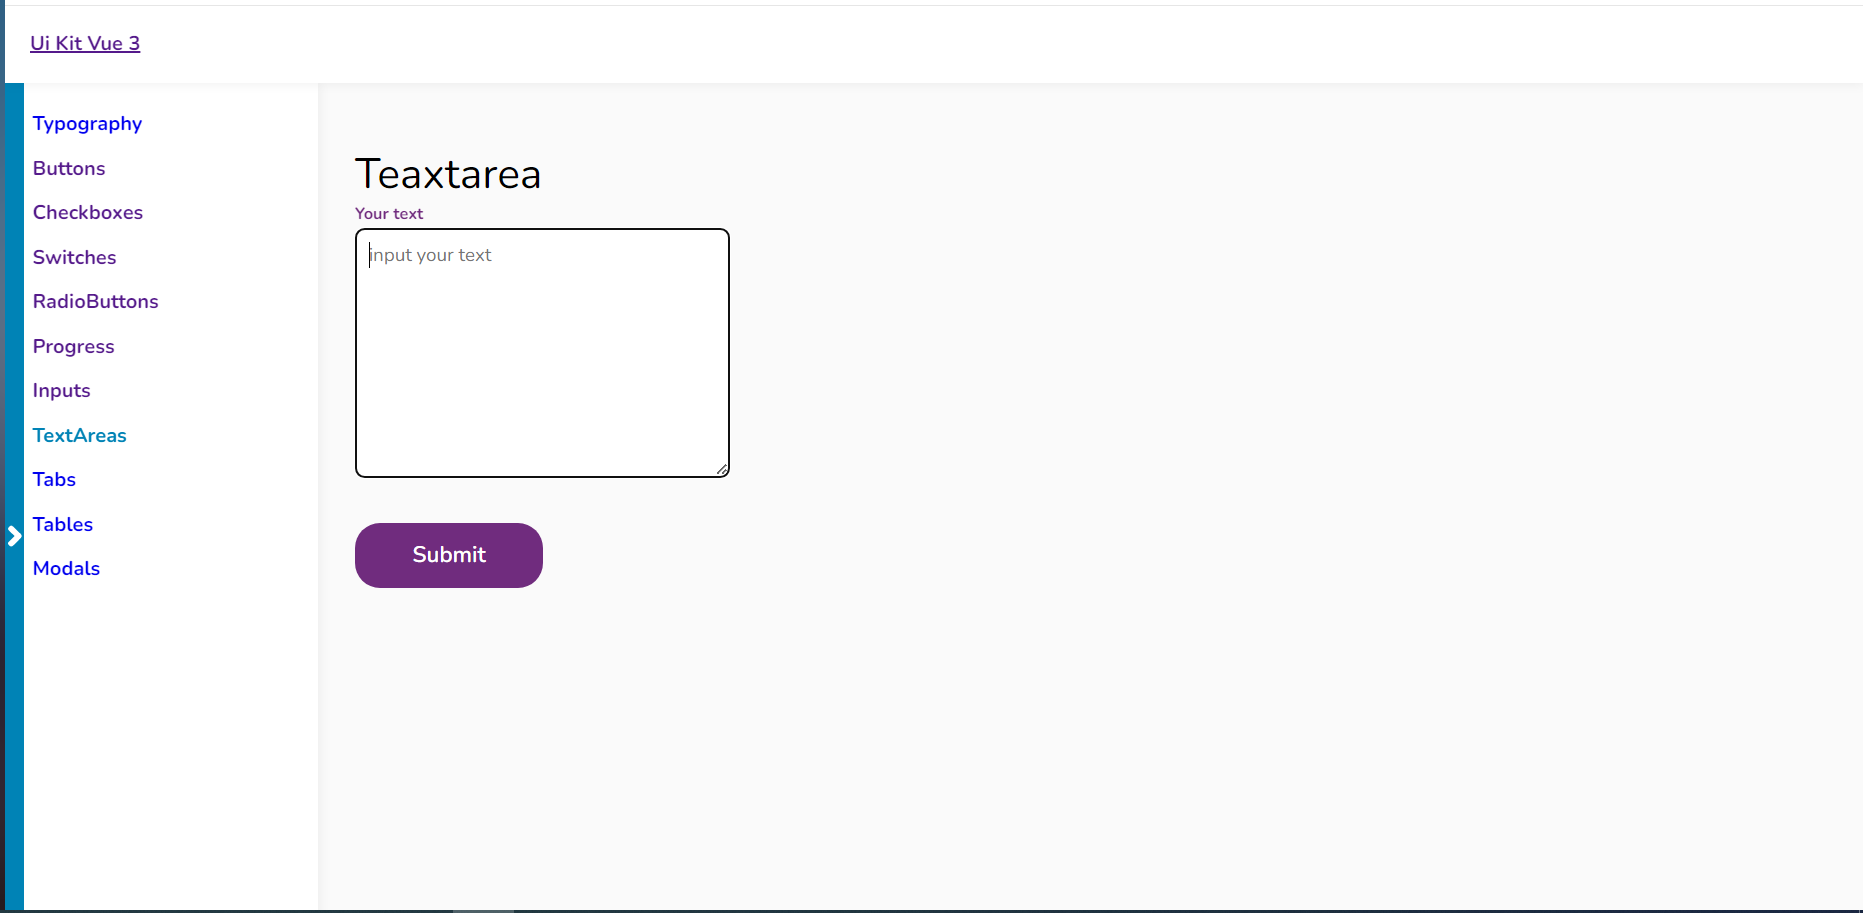 Ui Kit Vue 3
Typography
Buttons
Checkboxes
Switches
RadioButtons
Progress
Inputs
TextAreas
Tabs
Tables
Modals
Teaxtarea
Your text
input your text
Submit